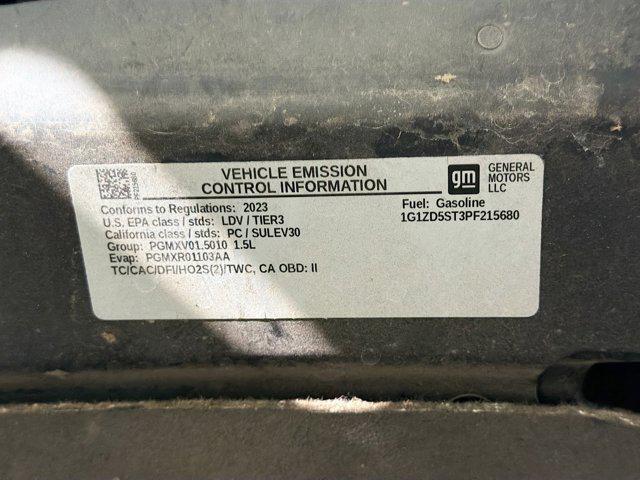 VEHICLE EMISSION
CONTROL INFORMATION
gm
GENERAL
MOTORS
LLC
PF215680
Conforms to Regulations: 2023
U.S. EPA class / stds: LDV / TIER3
California class / stds: PC / SULEV30
Group: PGMXV01.5010 1.5L
Evap: PGMXR01103AA
TC/CAC/DFI/HO2S(2)/TWC, CA OBD: II
Fuel: Gasoline
1G1ZD5ST3PF215680